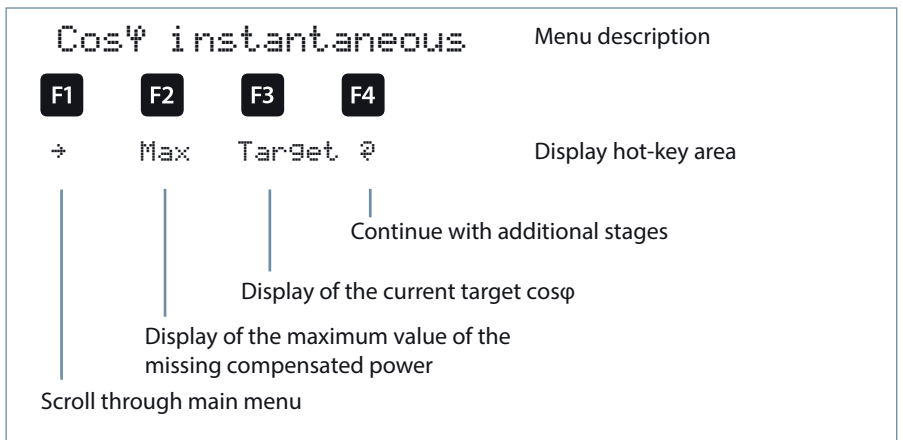 CosΨ instantaneous Menu description
F1 F2 F3 F4
→ Max Target Display hot-key area
Continue with additional stages
Display of the current target cosφ
Display of the maximum value of the
missing compensated power
Scroll through main menu